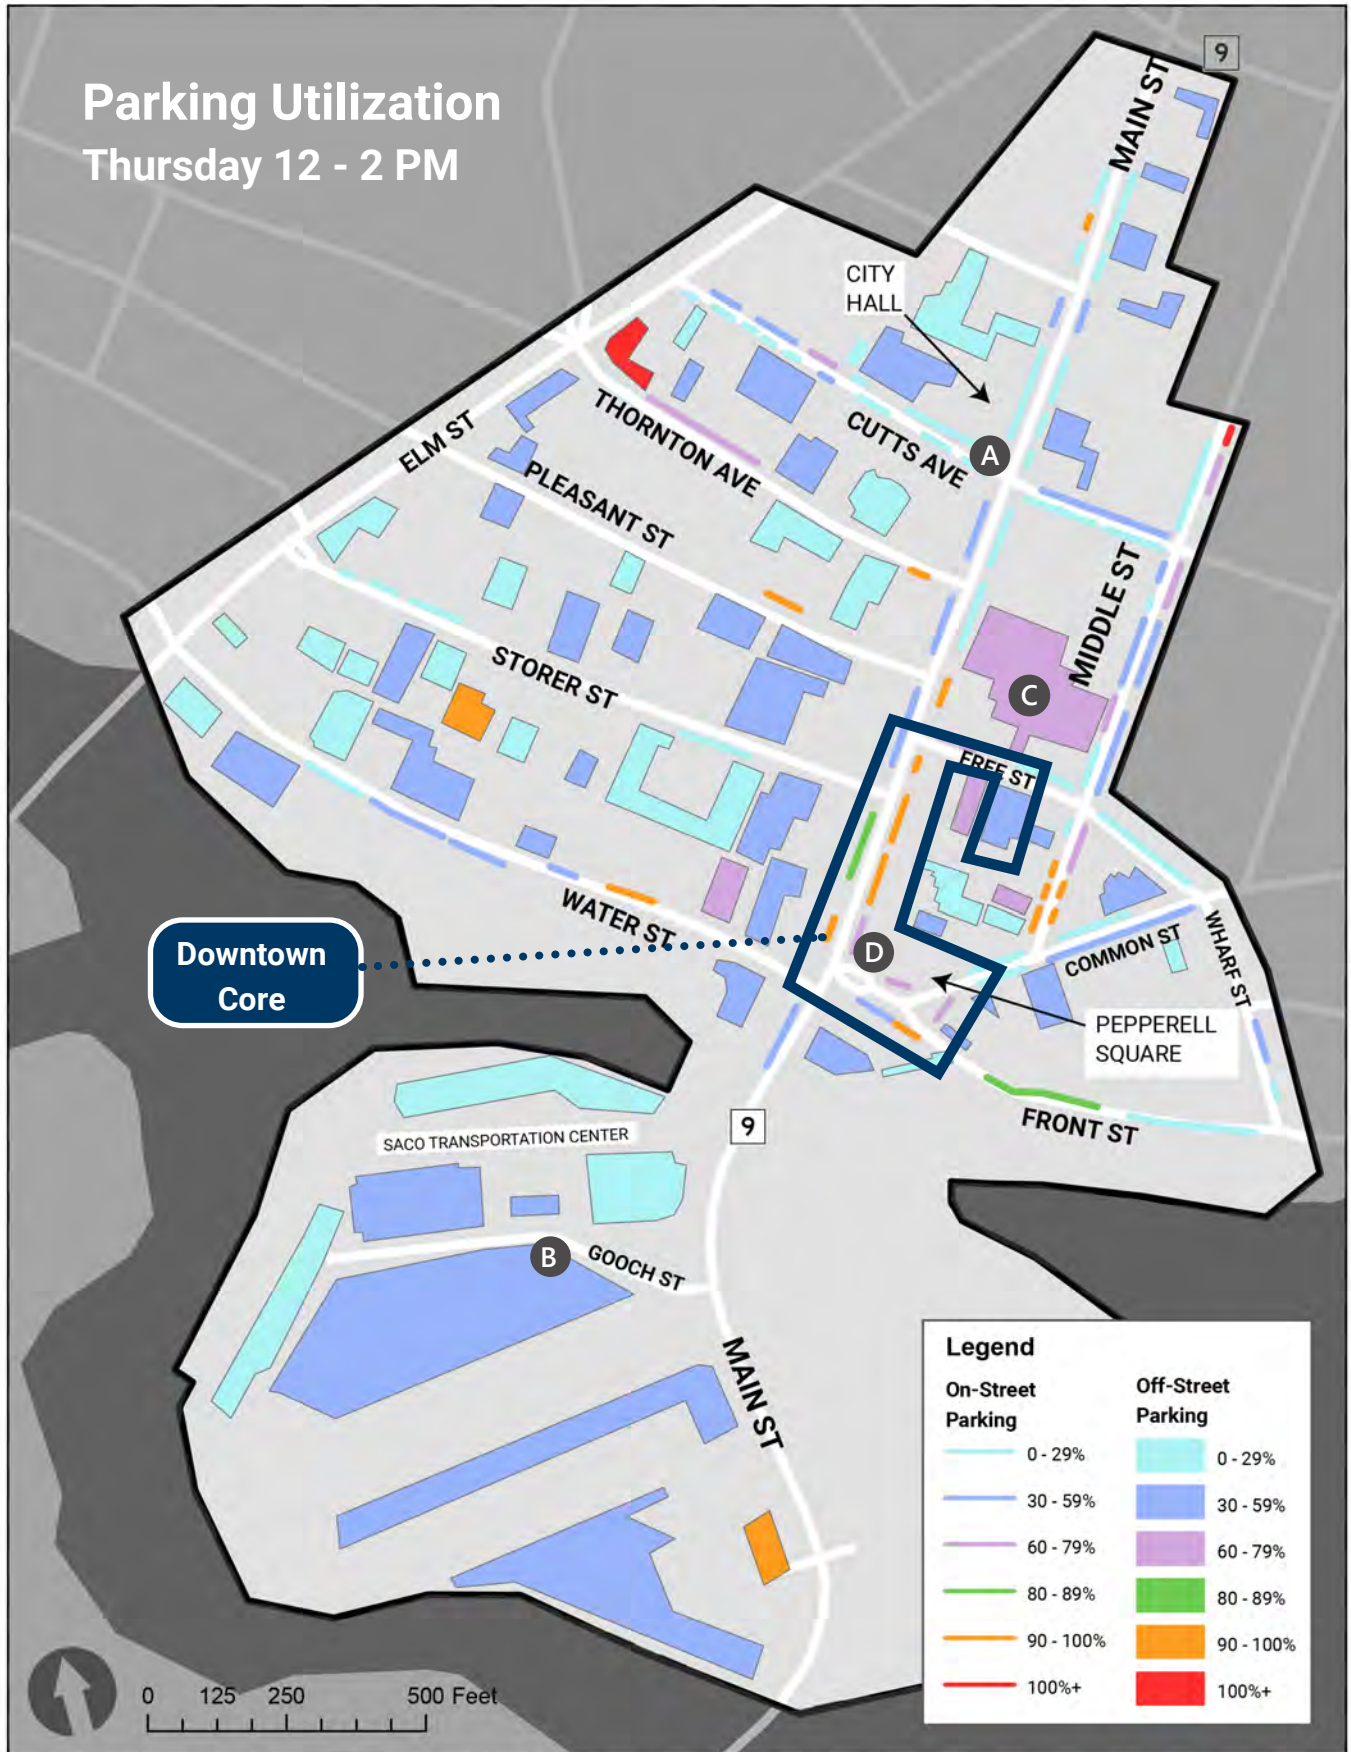 Parking Utilization
Thursday 12 - 2 PM
9
MAIN ST
CITY
HALL
ELM ST
THORNTON AVE
CUTTS AVE
A
PLEASANT ST
MIDDLE ST
STORER ST
C
FREE ST
WATER ST
D
COMMON ST
WHARF ST
Downtown
Core
PEPPERELL
SQUARE
9
FRONT ST
SACO TRANSPORTATION CENTER
B
GOOCH ST
MAIN ST
Legend
On-Street
Parking
0 - 29%
30 - 59%
60 - 79%
80 - 89%
90 - 100%
100%+
Off-Street
Parking
0 - 29%
30 - 59%
60 - 79%
80 - 89%
90 - 100%
100%+
0 125 250 500 Feet